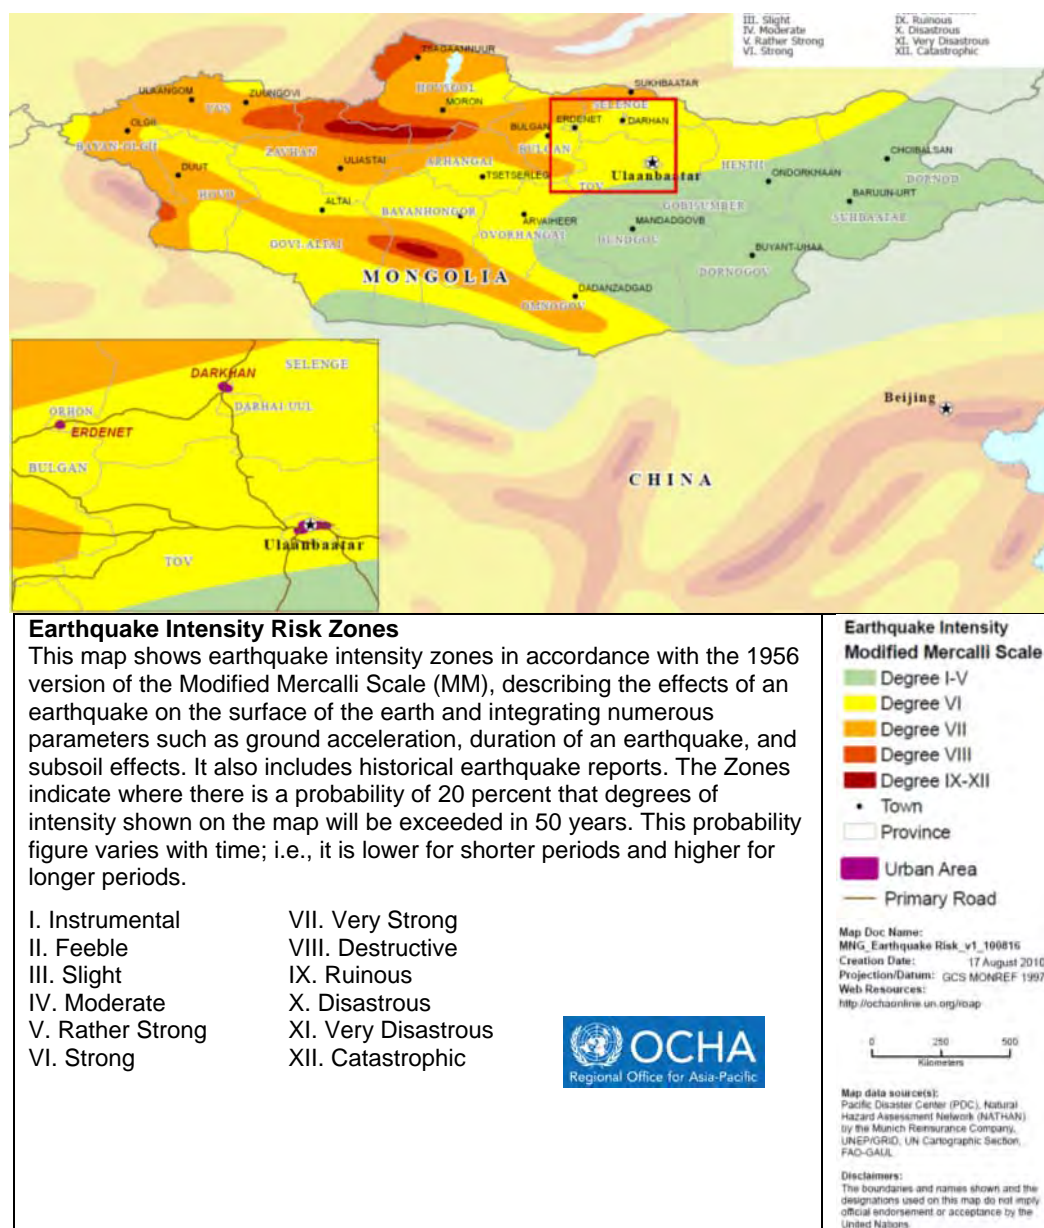 III. Slight
IV. Moderate
V. Rather Strong
VI. Strong
IX. Ruinous
X. Disastrous
XI. Very Disastrous
XII. Catastrophic
TSAGAANNUUR
ULAANGOM
ZUUNGOVI
UVS
HOUSGOL
MORON
SUKHBAATAR
SELENGE
ERDENET
DARHAN
BULGAN
BULGAN
OLGII
BAYAN-OLGII
ZAVHAN
ULIASTAI
ARHANGAI
TSETSERLEG
DUUT
HOVD
ALTAI
BAYANHONGOR
ARVAIHEER
OVORHANGAI
GOVI-ALTAI
MONGOLIA
Ulaanbaatar
TOV
HENTII
ONDORKHAAN
CHOIBALSAN
DORNOD
BARUUN-URT
SUHBAATAR
GOBISUMBER
MANDAGOVB
DUNDGOV
BUYANT-UHAA
DORNOGOV
DADANZADGAD
OMNOGOV
Beijing
CHINA
SELENGE
DARKHAN
DARHAI-UUL
ORHON
ERDENET
BULGAN
Ulaanbaatar
TOV
Earthquake Intensity Risk Zones
This map shows earthquake intensity zones in accordance with the 1956
version of the Modified Mercalli Scale (MM), describing the effects of an
earthquake on the surface of the earth and integrating numerous
parameters such as ground acceleration, duration of an earthquake, and
subsoil effects. It also includes historical earthquake reports. The Zones
indicate where there is a probability of 20 percent that degrees of
intensity shown on the map will be exceeded in 50 years. This probability
figure varies with time; i.e., it is lower for shorter periods and higher for
longer periods.
I. Instrumental
II. Feeble
III. Slight
IV. Moderate
V. Rather Strong
VI. Strong
VII. Very Strong
VIII. Destructive
IX. Ruinous
X. Disastrous
XI. Very Disastrous
XII. Catastrophic
OCHA
Regional Office for Asia-Pacific
Earthquake Intensity
Modified Mercalli Scale
Degree I-V
Degree VI
Degree VII
Degree VIII
Degree IX-XII
Town
Province
Urban Area
Primary Road
Map Doc Name:
MNG_Earthquake Risk_v1_100816
Creation Date: 17 August 2010
Projection/Datum: GCS MONREF 1997
Web Resources:
http://ochaonline.un.org/roap
0 250 500
Kilometers
Map data source(s):
Pacific Disaster Center (PDC), Natural
Hazard Assessment Network (NATHAN)
by the Munich Reinsurance Company,
UNEP/GRID, UN Cartographic Section,
FAO-GAUL
Disclaimers:
The boundaries and names shown and the
designations used on this map do not imply
official endorsement or acceptance by the
United Nations.